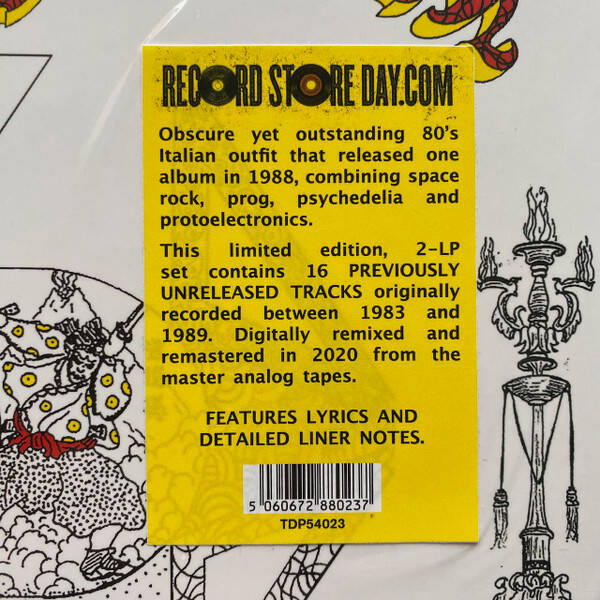 RECORD STORE DAY.COM
Obscure yet outstanding 80's
Italian outfit that released one
album in 1988, combining space
rock, prog, psychedelia and
protoelectronics.
This limited edition, 2-LP
set contains 16 PREVIOUSLY
UNRELEASED TRACKS originally
recorded between 1983 and
1989. Digitally remixed and
remastered in 2020 from the
master analog tapes.
FEATURES LYRICS AND
DETAILED LINER NOTES.
5 060672 880237
TDP54023